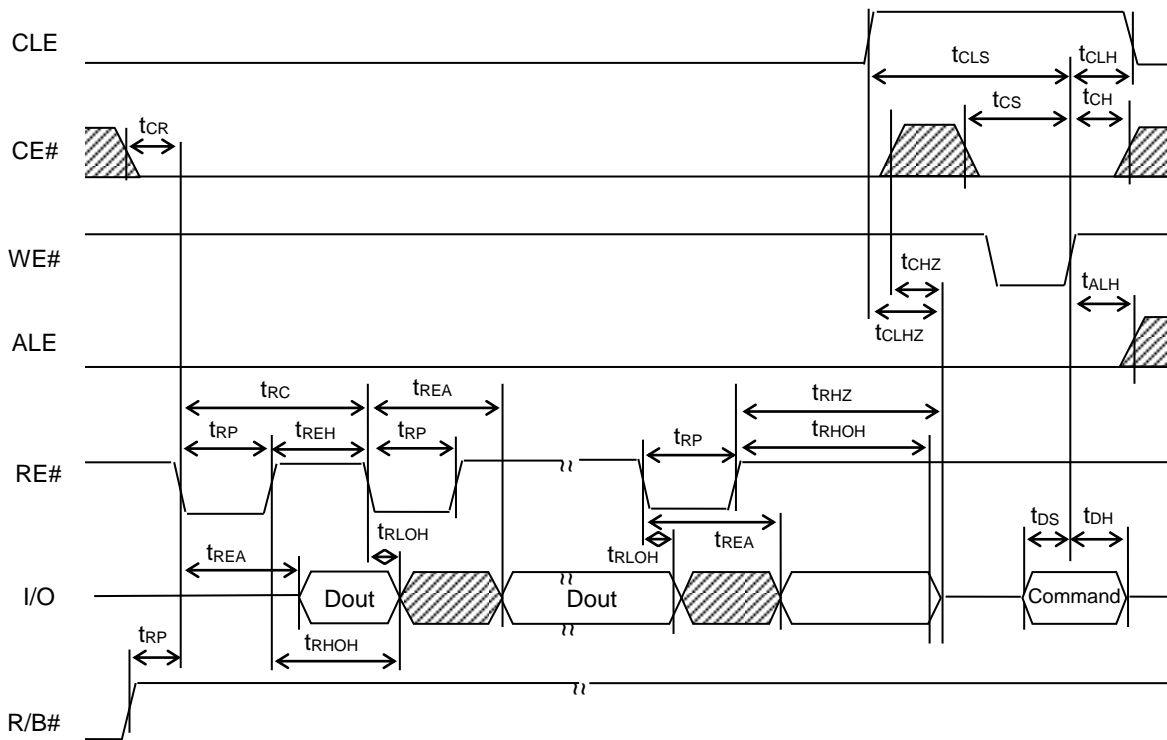 CLE
tCLS
tCLH
tCS
tCH
tCR
CE#
WE#
tCHZ
tALH
tCLHZ
ALE
tRC
tREA
tRHZ
tRP
tREH
tRP
tRP
tRHOH
RE#
tRLOH
tREA
tRLOH
tREA
tDS
tDH
I/O
Dout
Dout
Command
tRP
tRHOH
R/B#